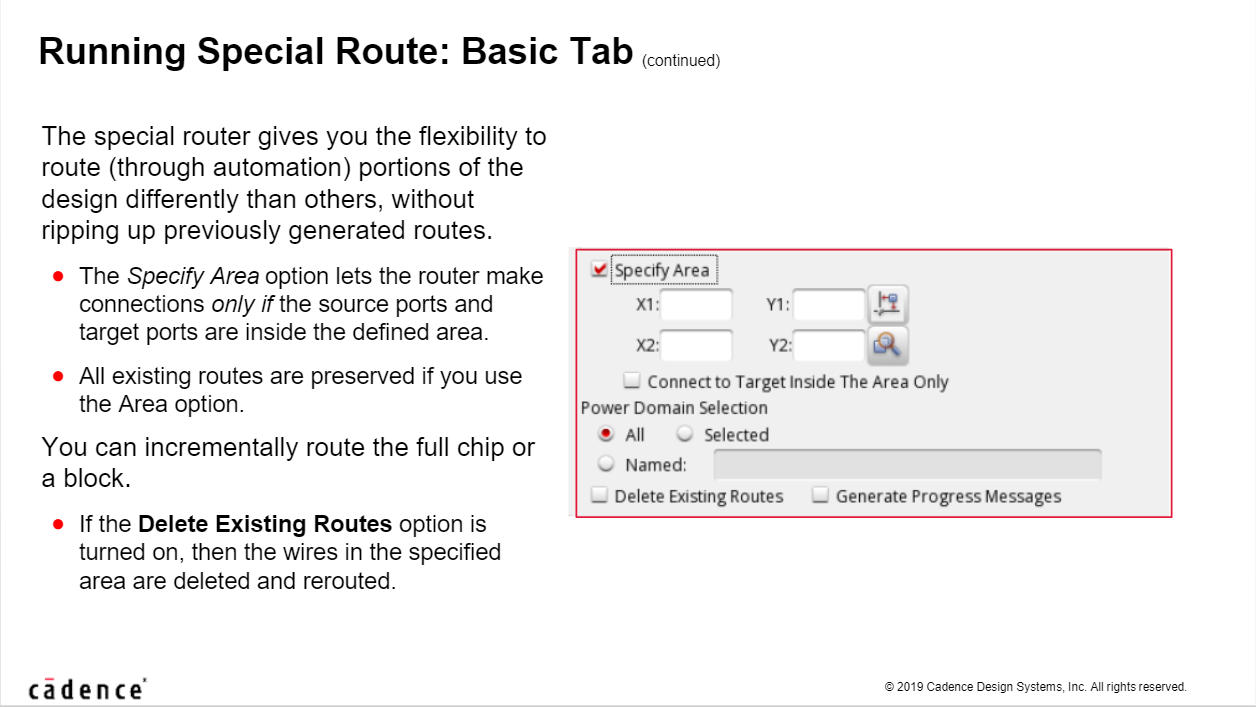 Running Special Route: Basic Tab (continued)
The special router gives you the flexibility to
route (through automation) portions of the
design differently than others, without
ripping up previously generated routes.
● The Specify Area option lets the router make
connections only if the source ports and
target ports are inside the defined area.
● All existing routes are preserved if you use
the Area option.
You can incrementally route the full chip or
a block.
● If the Delete Existing Routes option is
turned on, then the wires in the specified
area are deleted and rerouted.
Specify Area
X1: Y1:
X2: Y2:
Connect to Target Inside The Area Only
Power Domain Selection
All Selected
Named:
Delete Existing Routes Generate Progress Messages
cādence
© 2019 Cadence Design Systems, Inc. All rights reserved.